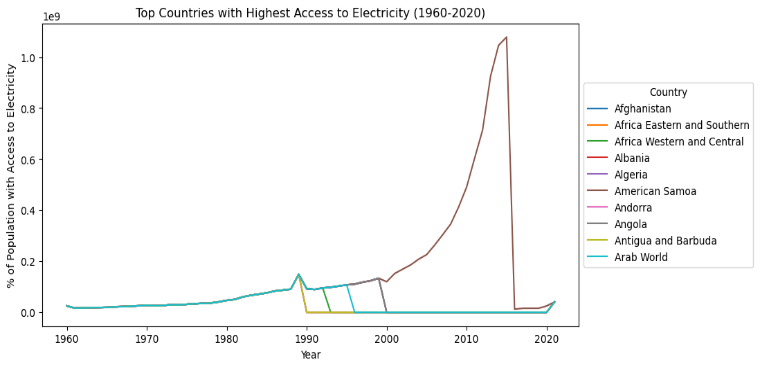 Top Countries with Highest Access to Electricity (1960-2020)
1e9
1.0
0.8
0.6
0.4
0.2
0.0
% of Population with Access to Electricity
1960 1970 1980 1990 2000 2010 2020
Year
Country
Afghanistan
Africa Eastern and Southern
Africa Western and Central
Albania
Algeria
American Samoa
Andorra
Angola
Antigua and Barbuda
Arab World